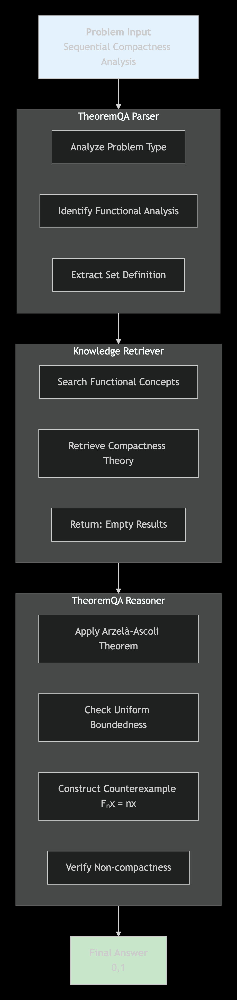 Problem Input
Sequential Compactness
Analysis
TheoremQA Parser
Analyze Problem Type
Identify Functional Analysis
Extract Set Definition
Knowledge Retriever
Search Functional Concepts
Retrieve Compactness
Theory
Return: Empty Results
TheoremQA Reasoner
Apply Arzelà-Ascoli
Theorem
Check Uniform
Boundedness
Construct Counterexample
Fₙx = nx
Verify Non-compactness
Final Answer
0,1